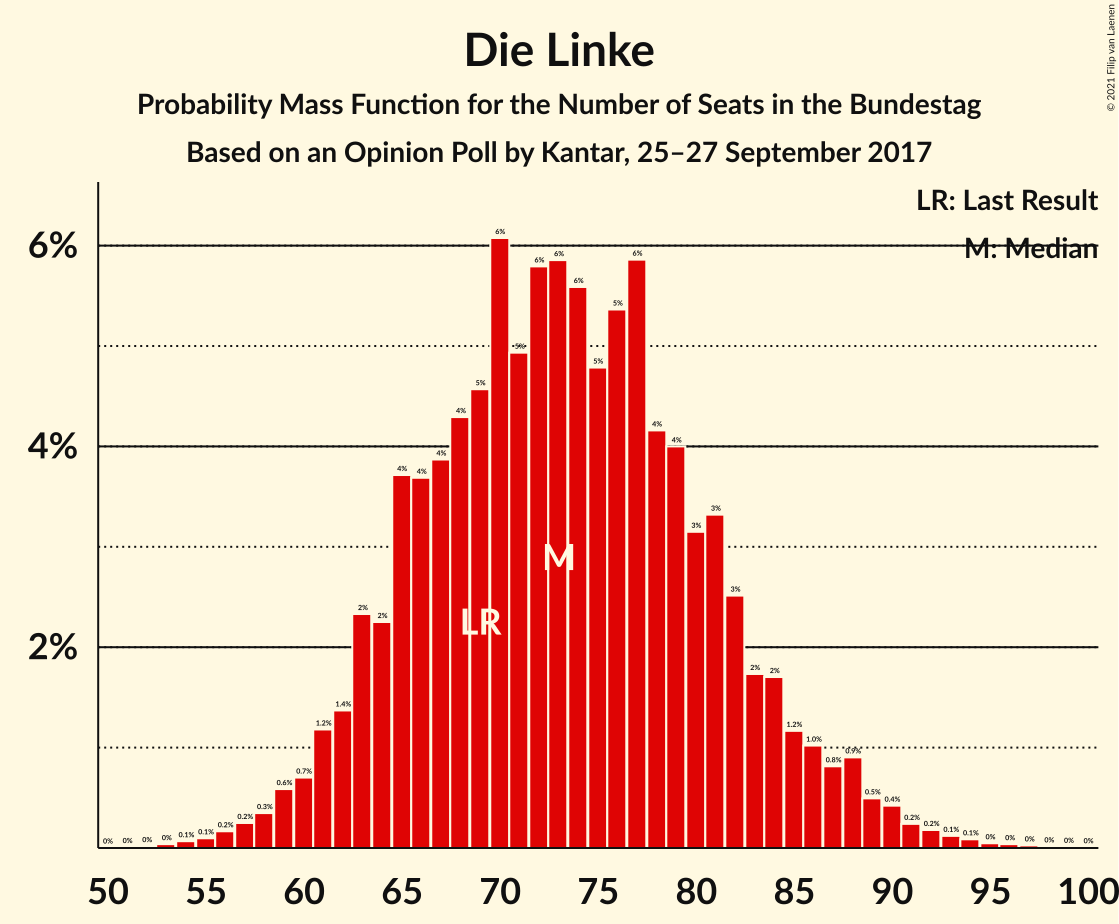 © 2021 Filip van Laenen
Die Linke
Probability Mass Function for the Number of Seats in the Bundestag
Based on an Opinion Poll by Kantar, 25–27 September 2017
LR: Last Result
M: Median
6%
4%
2%
0% 0% 0% 0% 0.1% 0.1% 0.2% 0.2% 0.3% 0.6% 0.7% 1.2% 1.4% 2% 2% 4% 4% 4% 4% 5% 6% 5% 6% 6% 6% 5% 5% 6% 4% 4% 3% 3% 3% 2% 2% 1.2% 1.0% 0.8% 0.9% 0.5% 0.4% 0.2% 0.2% 0.1% 0.1% 0% 0% 0% 0% 0%
M
LR
50 55 60 65 70 75 80 85 90 95 100